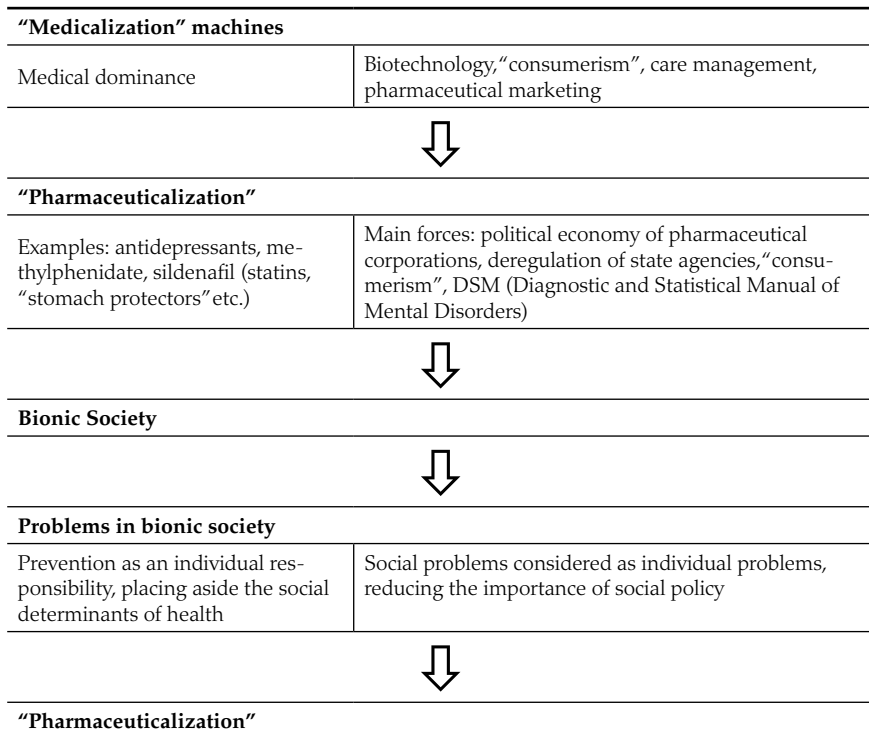 “Medicalization” machines
Medical dominance
Biotechnology,“consumerism”, care management,
pharmaceutical marketing
“Pharmaceuticalization”
Examples: antidepressants, me-
thylphenidate, sildenafil (statins,
“stomach protectors”etc.)
Main forces: political economy of pharmaceutical
corporations, deregulation of state agencies,“consu-
merism”, DSM (Diagnostic and Statistical Manual of
Mental Disorders)
Bionic Society
Problems in bionic society
Prevention as an individual res-
ponsibility, placing aside the social
determinants of health
Social problems considered as individual problems,
reducing the importance of social policy
“Pharmaceuticalization”